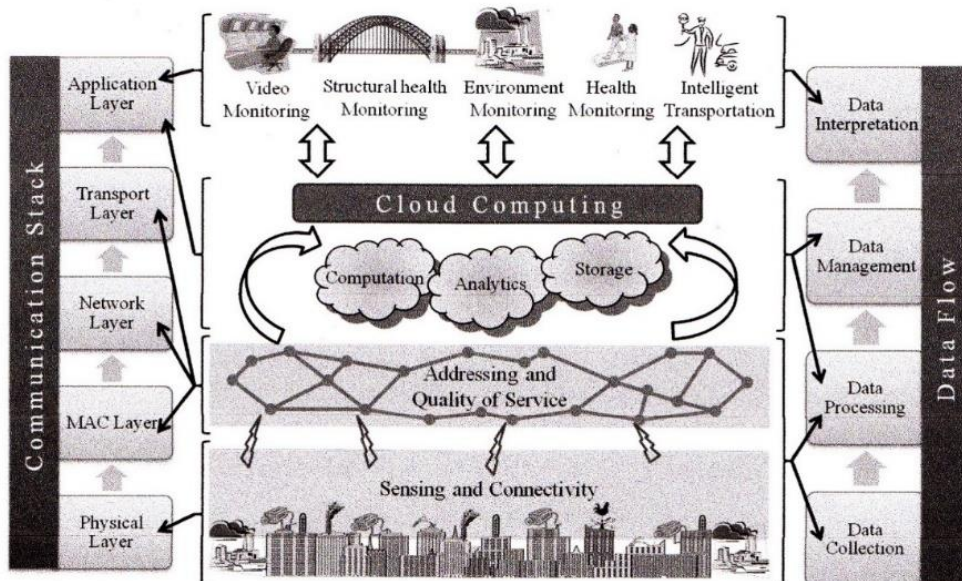 Communication Stack
Application
Layer
Transport
Layer
Network
Layer
MAC Layer
Physical
Layer
Video
Monitoring
Structural health
Monitoring
Environment
Monitoring
Health
Monitoring
Intelligent
Transportation
Cloud Computing
Computation
Analytics
Storage
Addressing and
Quality of Service
Sensing and Connectivity
Data
Interpretation
Data
Management
Data
Processing
Data
Collection
Data Flow